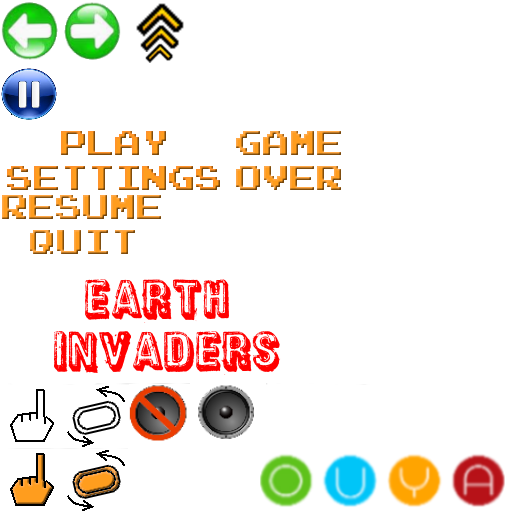 PLAY
SETTINGS
RESUME
QUIT
GAME
OVER
EARTH
INVADERS
O U Y A